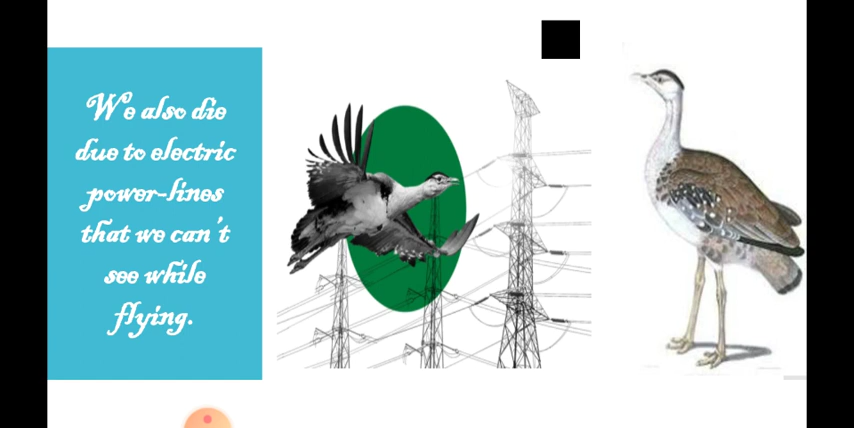 We also die
due to electric
power-lines
that we can't
see while
flying.